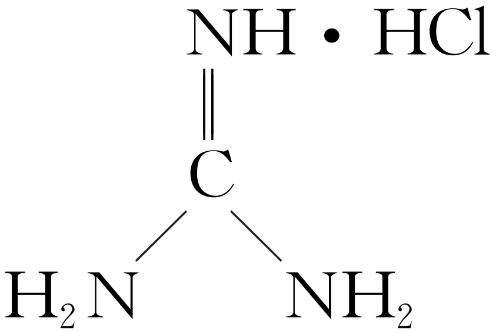 NH · HCl
C
H₂N NH₂